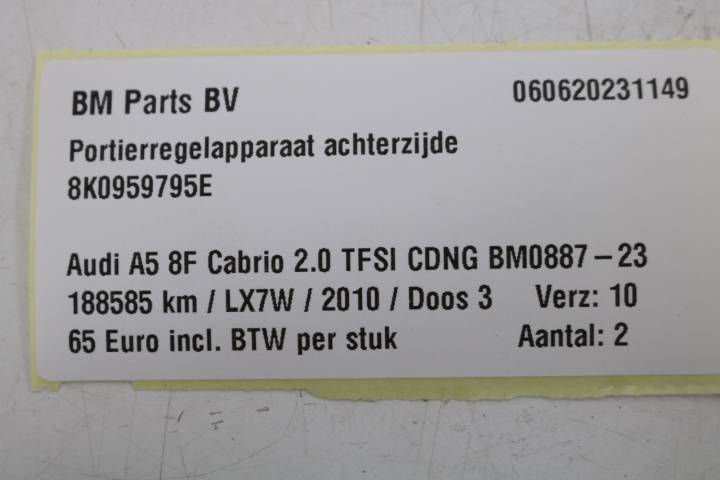 BM Parts BV 060620231149
Portierregelapparaat achterzijde
8K0959795E
Audi A5 8F Cabrio 2.0 TFSI CDNG BM0887-23
188585 km / LX7W / 2010 / Doos 3 Verz: 10
65 Euro incl. BTW per stuk Aantal: 2